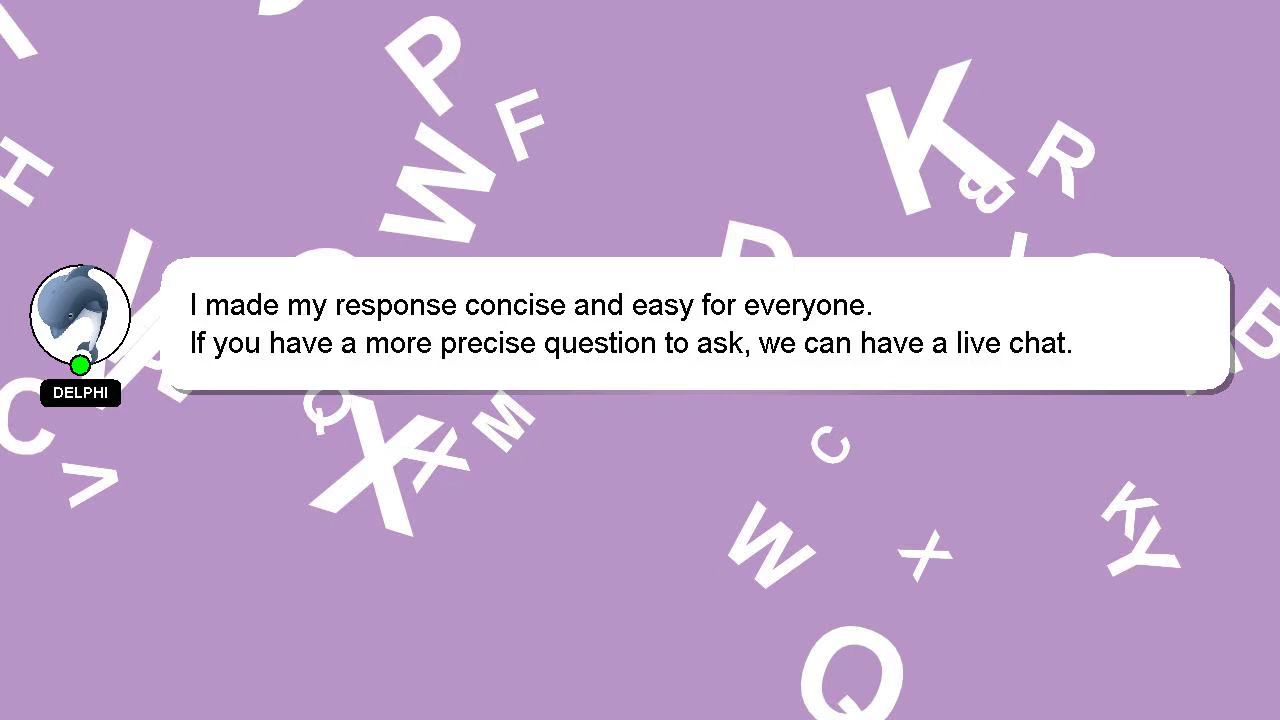 I made my response concise and easy for everyone.
If you have a more precise question to ask, we can have a live chat.
DELPHI
P
F
W
K
R
B
H
D
C
V
Q
X
X
M
C
W
X
K
Y
Q
B